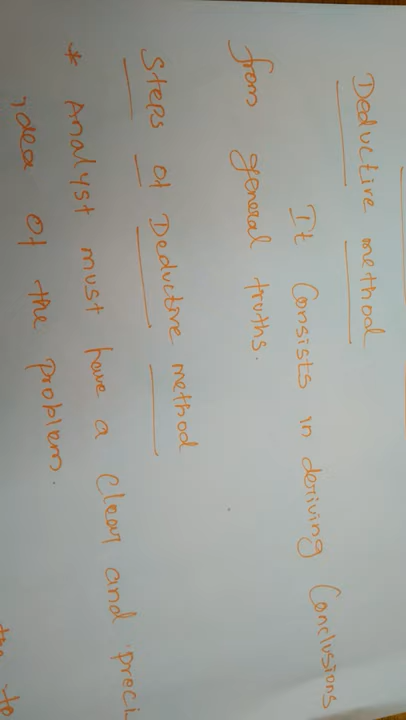 Deductive method
It Consists in deriving Conclusions
from general truths.
Steps of Deductive method
* Analyst must have a clear and
idea of the problem.